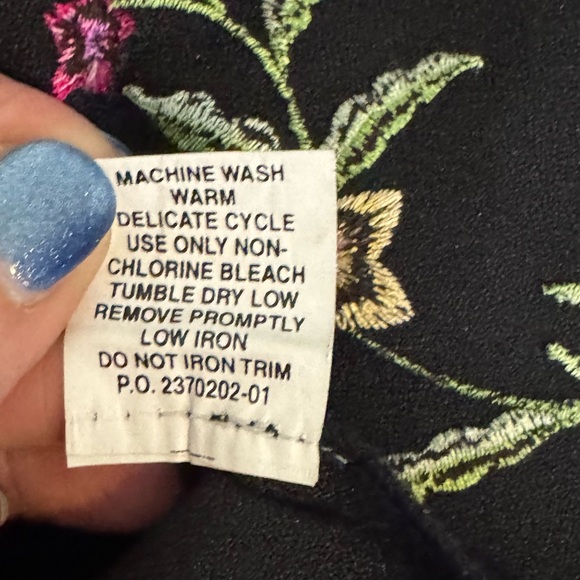 MACHINE WASH
WARM
DELICATE CYCLE
USE ONLY NON-
CHLORINE BLEACH
TUMBLE DRY LOW
REMOVE PROMPTLY
LOW IRON
DO NOT IRON TRIM
P.O. 2370202-01